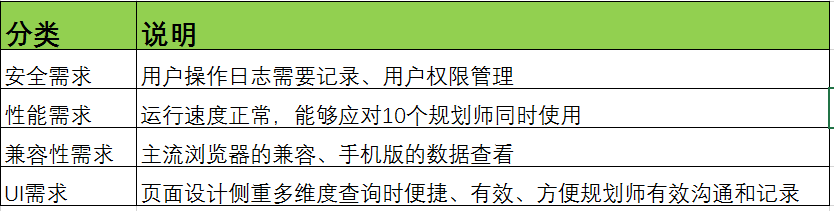 分类 说明
安全需求 用户操作日志需要记录、用户权限管理
性能需求 运行速度正常，能够应对10个规划师同时使用
兼容性需求 主流浏览器的兼容、手机版的数据查看
UI需求 页面设计侧重多维度查询时便捷、有效、方便规划师有效沟通和记录